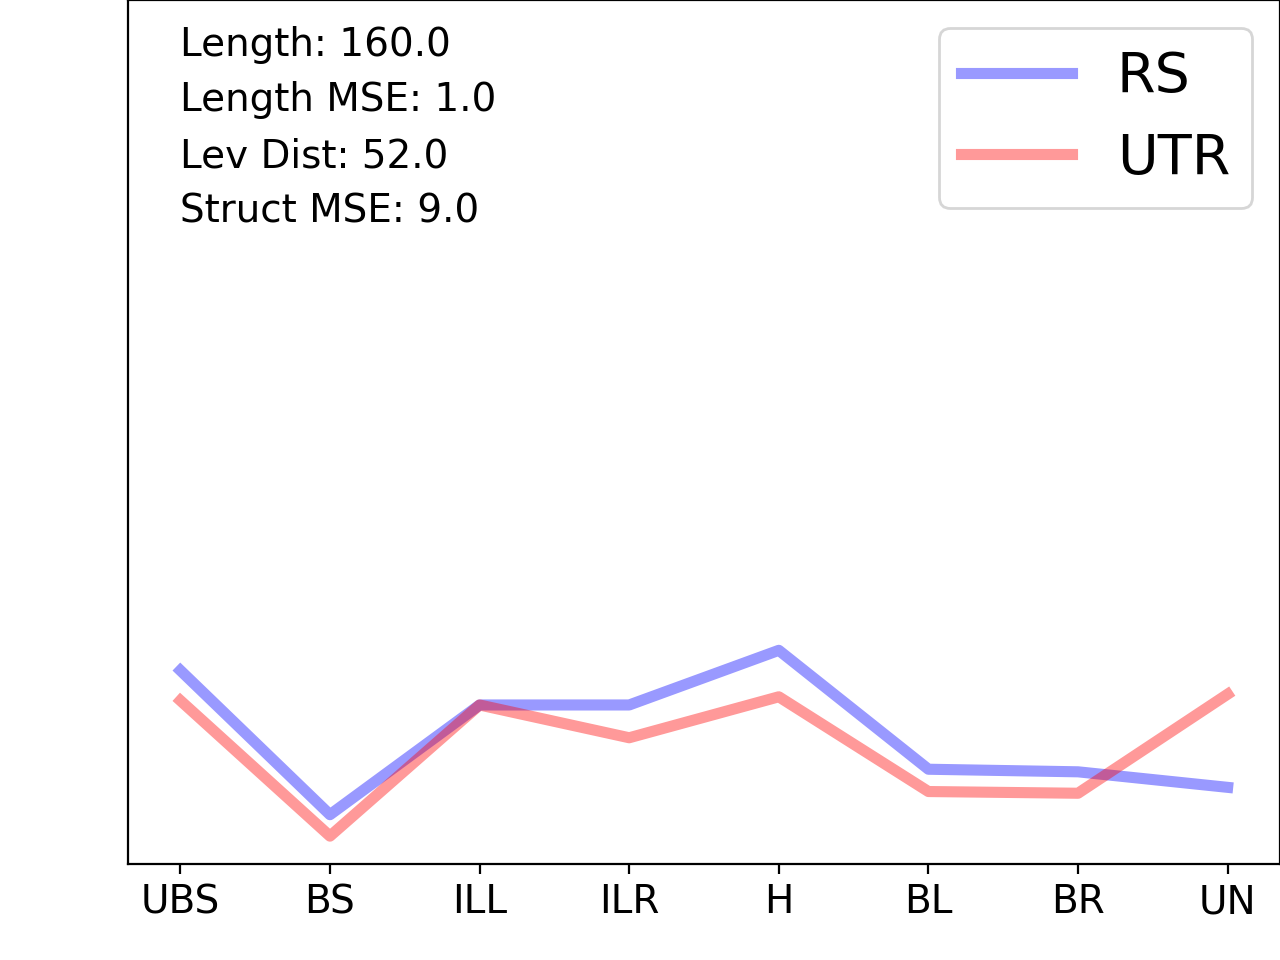 Length: 160.0
Length MSE: 1.0
Lev Dist: 52.0
Struct MSE: 9.0
RS
UTR
UBS BS ILL ILR H BL BR UN